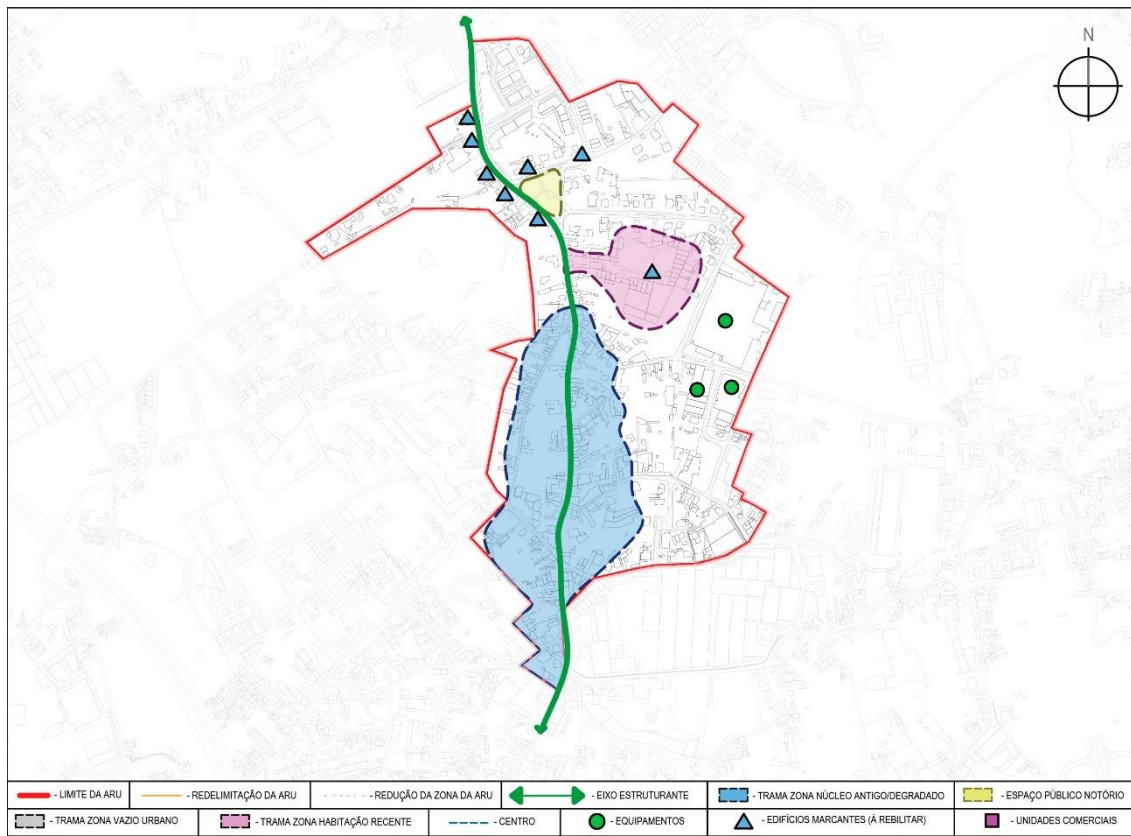 N
- LIMITE DA ARU - REDELIMITAÇÃO DA ARU - REDUÇÃO DA ZONA DA ARU - EIXO ESTRUTURANTE - TRAMA ZONA NÚCLEO ANTIGO/DEGRADADO - ESPAÇO PÚBLICO NOTÓRIO
- TRAMA ZONA VAZIO URBANO - TRAMA ZONA HABITAÇÃO RECENTE - CENTRO - EQUIPAMENTOS - EDIFÍCIOS MARCANTES (Á REBILITAR) - UNIDADES COMERCIAIS